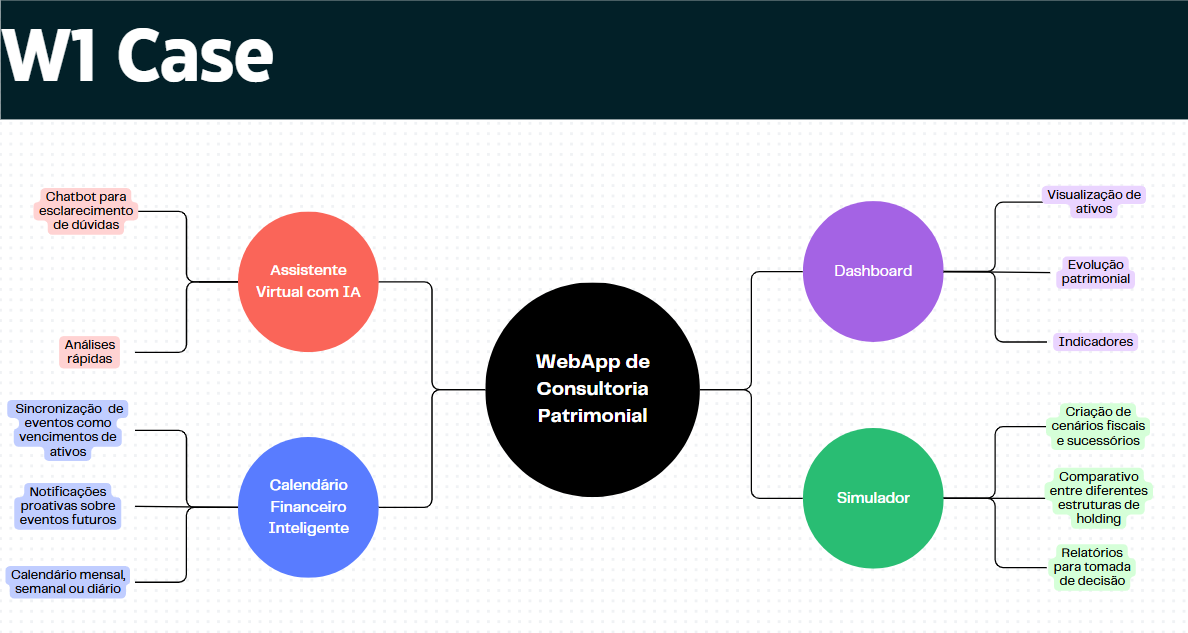 W1 Case
Chatbot para
esclarecimento
de dúvidas
Análises
rápidas
Assistente
Virtual com IA
Sincronização de
eventos como
vencimentos de
ativos
Notificações
proativas sobre
eventos futuros
Calendário mensal,
semanal ou diário
Calendário
Financeiro
Inteligente
WebApp de
Consultoria
Patrimonial
Dashboard
Visualização de
ativos
Evolução
patrimonial
Indicadores
Simulador
Criação de
cenários fiscais
e sucessórios
Comparativo
entre diferentes
estruturas de
holding
Relatórios
para tomada
de decisão